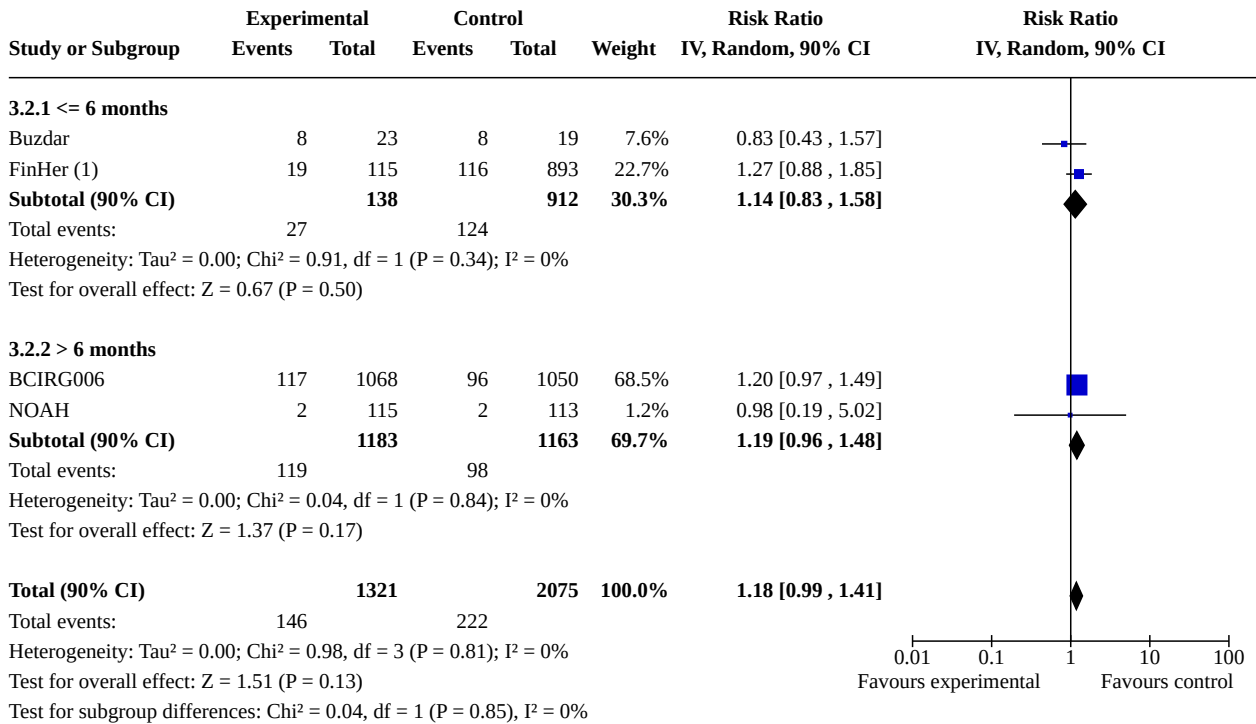 Experimental Control Risk Ratio Risk Ratio
Study or Subgroup Events Total Events Total Weight IV, Random, 90% CI IV, Random, 90% CI
3.2.1 <= 6 months
Buzdar 8 23 8 19 7.6% 0.83 [0.43 , 1.57]
FinHer (1) 19 115 116 893 22.7% 1.27 [0.88 , 1.85]
Subtotal (90% CI) 138 912 30.3% 1.14 [0.83 , 1.58]
Total events: 27 124
Heterogeneity: Tau² = 0.00; Chi² = 0.91, df = 1 (P = 0.34); I² = 0%
Test for overall effect: Z = 0.67 (P = 0.50)
3.2.2 > 6 months
BCIRG006 117 1068 96 1050 68.5% 1.20 [0.97 , 1.49]
NOAH 2 115 2 113 1.2% 0.98 [0.19 , 5.02]
Subtotal (90% CI) 1183 1163 69.7% 1.19 [0.96 , 1.48]
Total events: 119 98
Heterogeneity: Tau² = 0.00; Chi² = 0.04, df = 1 (P = 0.84); I² = 0%
Test for overall effect: Z = 1.37 (P = 0.17)
Total (90% CI) 1321 2075 100.0% 1.18 [0.99 , 1.41]
Total events: 146 222
Heterogeneity: Tau² = 0.00; Chi² = 0.98, df = 3 (P = 0.81); I² = 0%
0.01 0.1 1 10 100
Test for overall effect: Z = 1.51 (P = 0.13)
Favours experimental Favours control
Test for subgroup differences: Chi² = 0.04, df = 1 (P = 0.85), I² = 0%